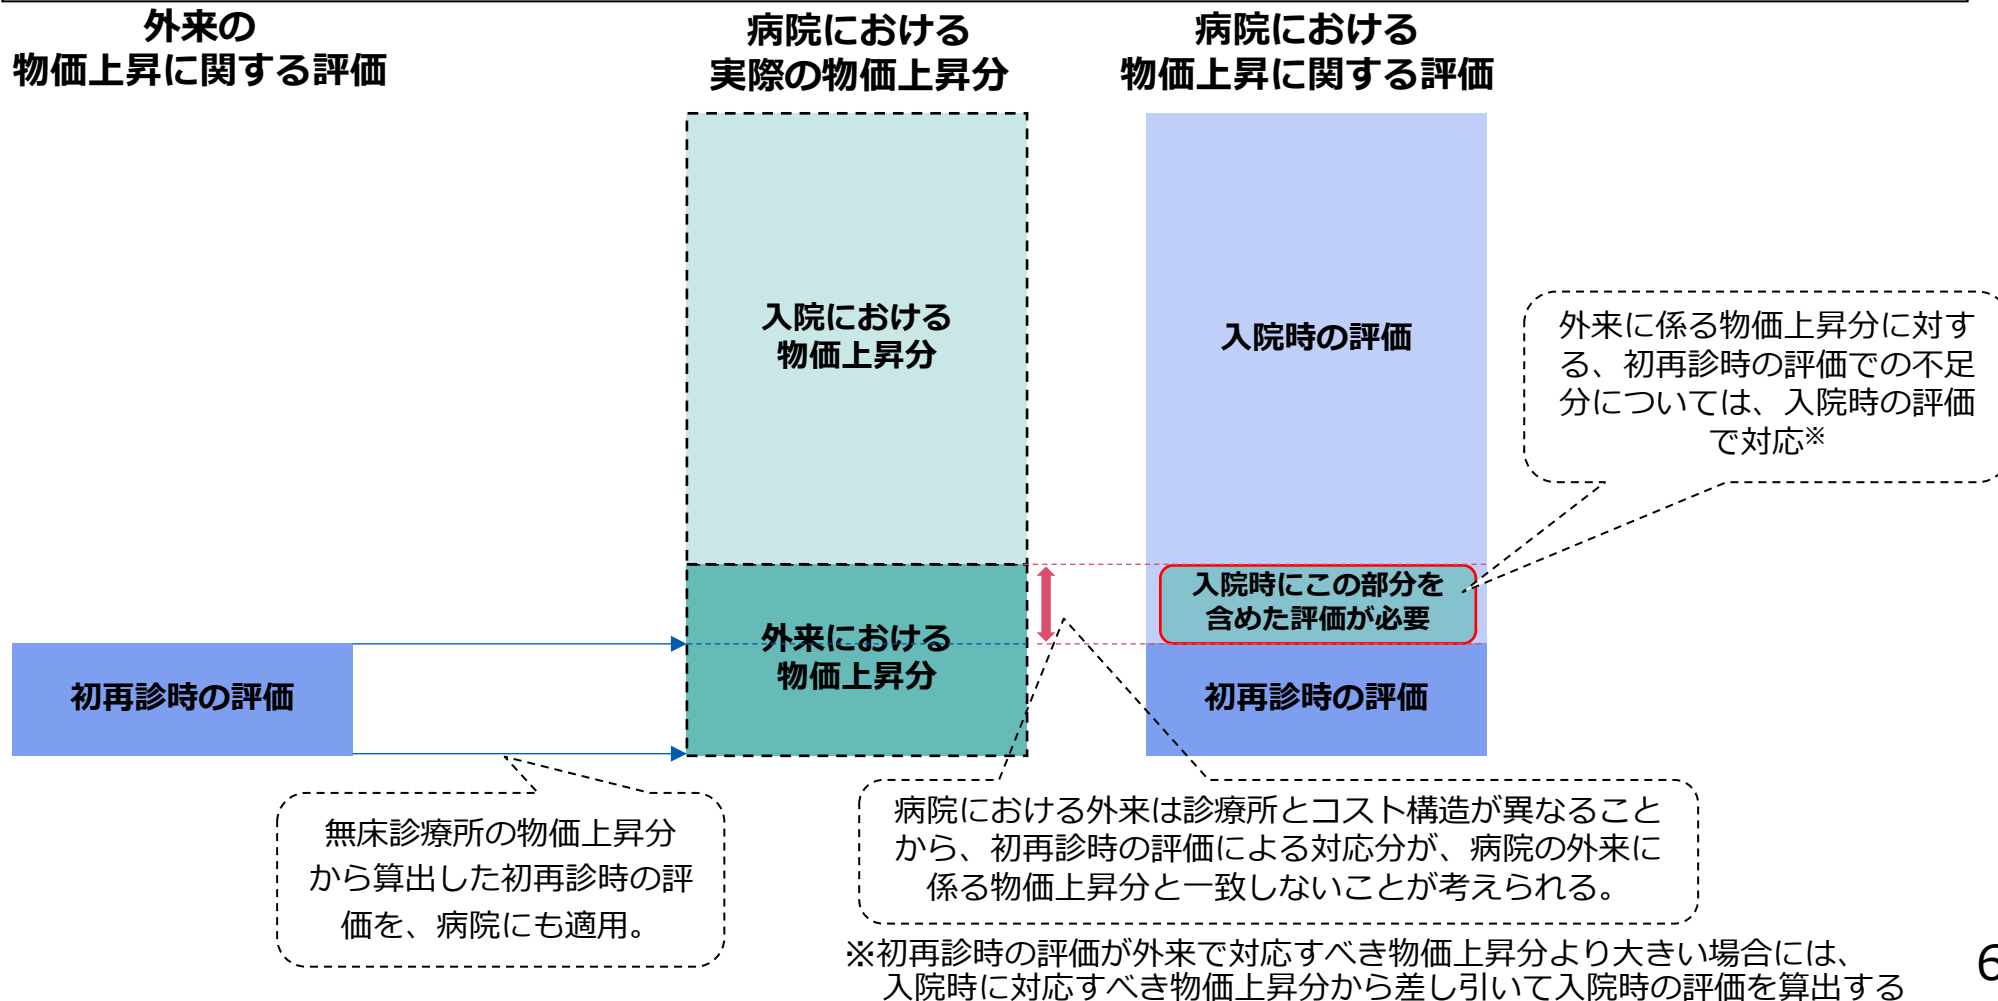 外来の
物価上昇に関する評価
病院における
実際の物価上昇分
病院における
物価上昇に関する評価
入院における
物価上昇分
入院時の評価
外来に係る物価上昇分に対す
る、初再診時の評価での不足
分については、入院時の評価
で対応※
入院時にこの部分を
含めた評価が必要
外来における
物価上昇分
初再診時の評価
初再診時の評価
無床診療所の物価上昇分
から算出した初再診時の評
価を、病院にも適用。
病院における外来は診療所とコスト構造が異なること
から、初再診時の評価による対応分が、病院の外来に
係る物価上昇分と一致しないことが考えられる。
※初再診時の評価が外来で対応すべき物価上昇分より大きい場合には、
入院時に対応すべき物価上昇分から差し引いて入院時の評価を算出する
6